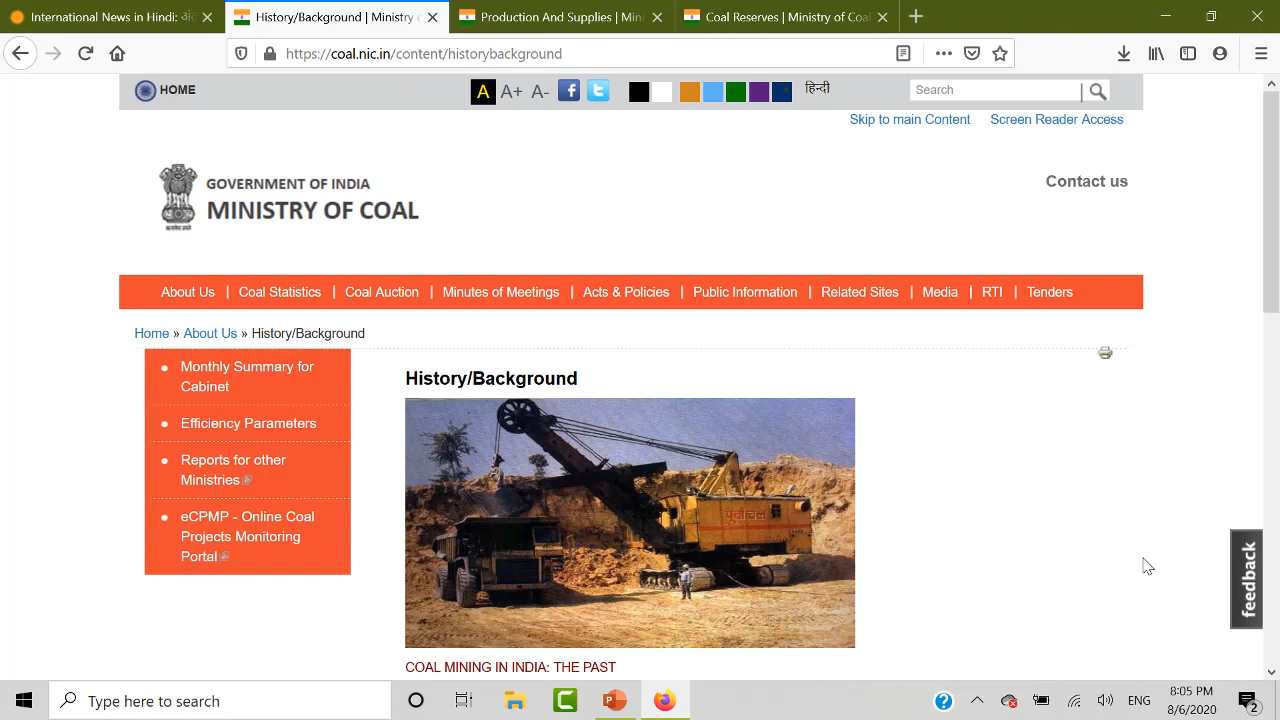 International News in Hindi: अं
History/Background | Ministry of
Production And Supplies | Mini
Coal Reserves | Ministry of Coal
https://coal.nic.in/content/historybackground
HOME
A A+ A-
हिन्दी
Search
Skip to main Content Screen Reader Access
GOVERNMENT OF INDIA
MINISTRY OF COAL
Contact us
About Us | Coal Statistics | Coal Auction | Minutes of Meetings | Acts & Policies | Public Information | Related Sites | Media | RTI | Tenders
Home » About Us » History/Background
Monthly Summary for
Cabinet
Efficiency Parameters
Reports for other
Ministries
eCPMP - Online Coal
Projects Monitoring
Portal
History/Background
पूर्वांचल
feedback
COAL MINING IN INDIA: THE PAST
Type here to search
ENG
8:05 PM
8/6/2020
2